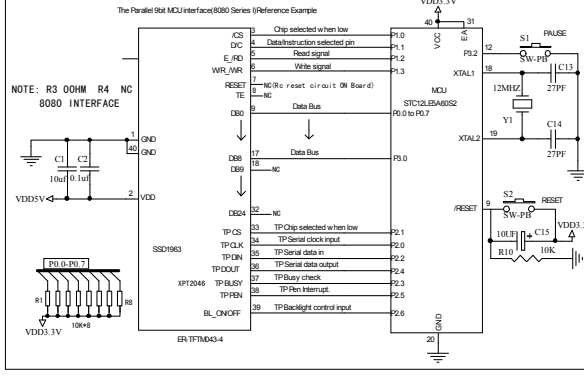 The Parallel 9bit MCU interface(8080 Series I)Reference Example
VDD3.3V
40 31
VCC EA
/CS 3 Chip selected when low P1.0
D/C 4 Data/Instruction selected pin P1.1
E_/RD 5 Read signal P1.2
W/R_/WR 6 Write signal P1.3
RESET 7 NC(Rc reset circuit ON Board)
TE 8 NC
DB0 9 Data Bus P0.0 to P0.7
DB8 17 Data Bus P3.0
DB9 18 NC
DB24 32 NC
TP CS 33 TP Chip selected when low P2.1
TP CLK 34 TP Serial clock input P2.0
TP DIN 35 TP Serial data in P2.2
TP DOUT 36 TP Serial data output P2.4
TP BUSY 37 TP Busy check P2.3
TP PEN 38 TP Pen Interrupt. P2.5
BL_ON/OFF 39 TP Backlight control input P2.6
NOTE: R3 0OHM R4 NC
8080 INTERFACE
1 GND
40 GND
C1 C2
10uf 0.1uf
VDD5V 2 VDD
SSD1963
XPT2046
ER-TFTM043-4
P0.0-P0.7
R1 R8
10K*8
VDD3.3V
MCU
STC12LE5A60S2
P3.2 12 S1 PAUSE
SW-PB
XTAL1 18 C13
12MHZ 27PF
Y1
C14
XTAL2 19 27PF
S2 RESET
/RESET 9 SW-PB
VDD3.
10UF + C15
R10 10K
GND
20